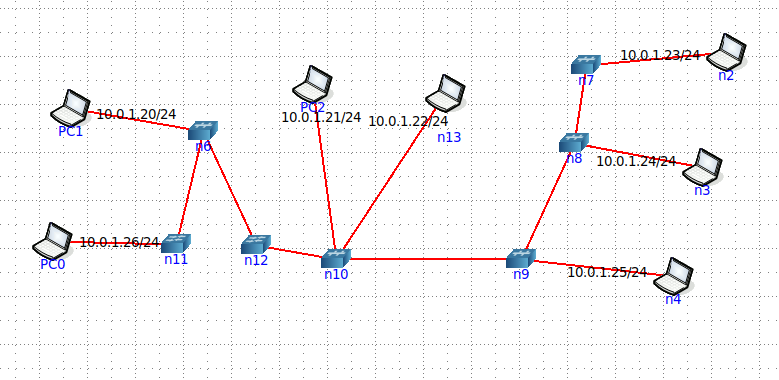 10.0.1.23/24
n7
n2
PC2
10.0.1.20/24
10.0.1.21/24
10.0.1.22/24
PC1
n13
n6
n8
10.0.1.24/24
n3
10.0.1.26/24
PC0
n11
n12
n10
n9
10.0.1.25/24
n4